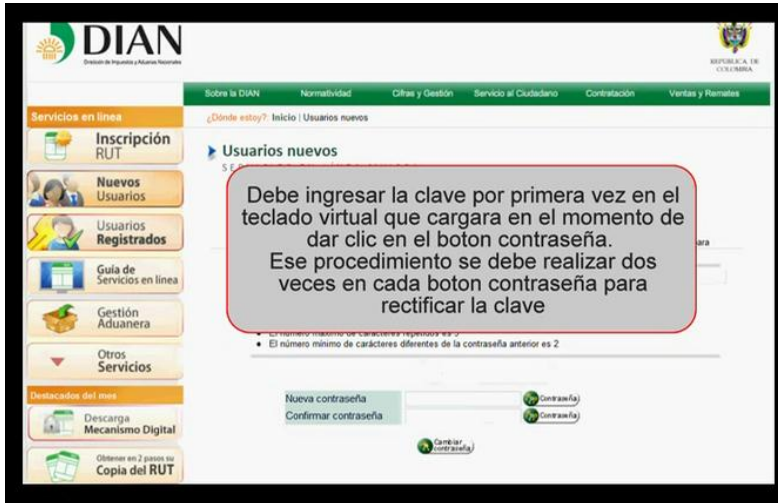 DIAN
Dirección de Impuestos y Aduanas Nacionales
REPÚBLICA DE
COLOMBIA
Sobre la DIAN Normatividad Cifras y Gestión Servicio al Ciudadano Contratación Ventas y Remates
Servicios en línea
¿Dónde estoy?: Inicio | Usuarios nuevos
Inscripción
RUT
Nuevos
Usuarios
Usuarios
Registrados
Guía de
Servicios en línea
Gestión
Aduanera
Otros
Servicios
Destacados del mes
Descarga
Mecanismo Digital
Obtener en 2 pasos su
Copia del RUT
Usuarios nuevos
Debe ingresar la clave por primera vez en el
teclado virtual que cargara en el momento de
dar clic en el boton contraseña.
Ese procedimiento se debe realizar dos
veces en cada boton contraseña para
rectificar la clave
ara
El número máximo de carácteres repetidos es 3
El número mínimo de carácteres diferentes de la contraseña anterior es 2
Nueva contraseña Contraseña
Confirmar contraseña Contraseña
Cambiar
contraseña